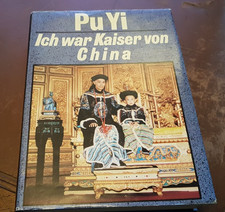 Pu Yi
Ich war Kaiser von
China